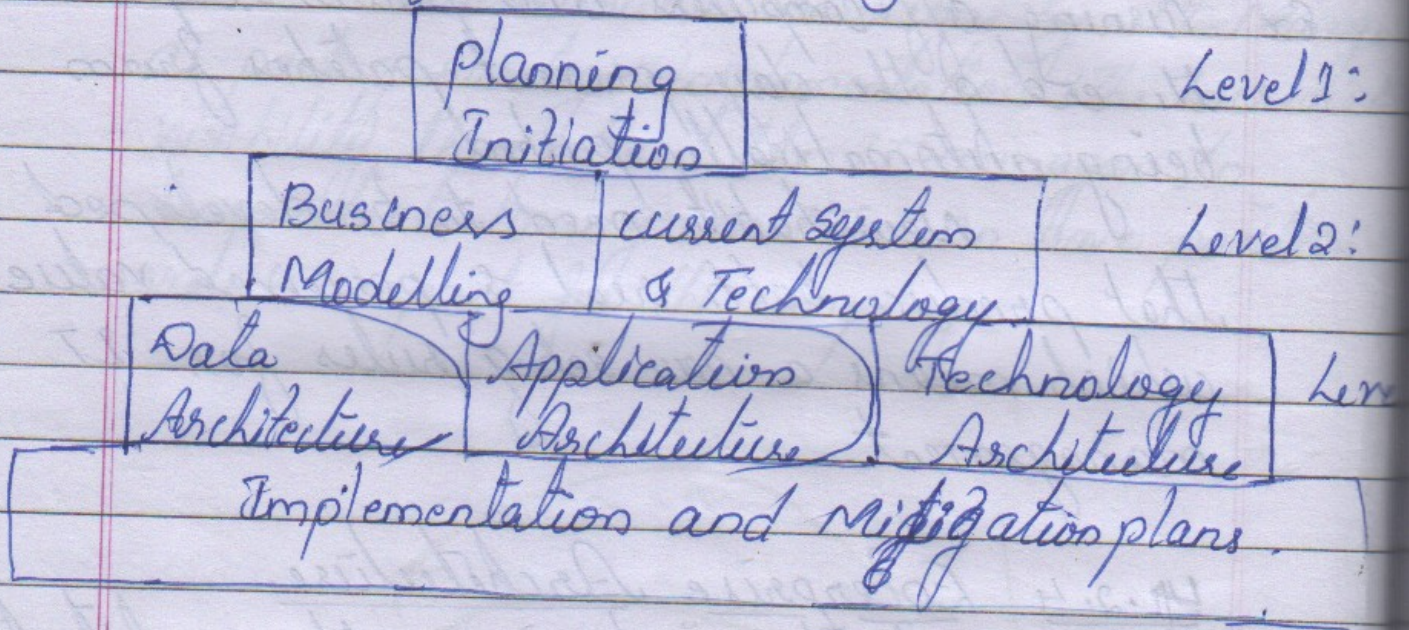 planning Level 1:
Initiation
Business current system Level 2:
Modelling & Technology
Data Application Technology
Architecture Architecture Architecture
Implementation and Mitigation plans.